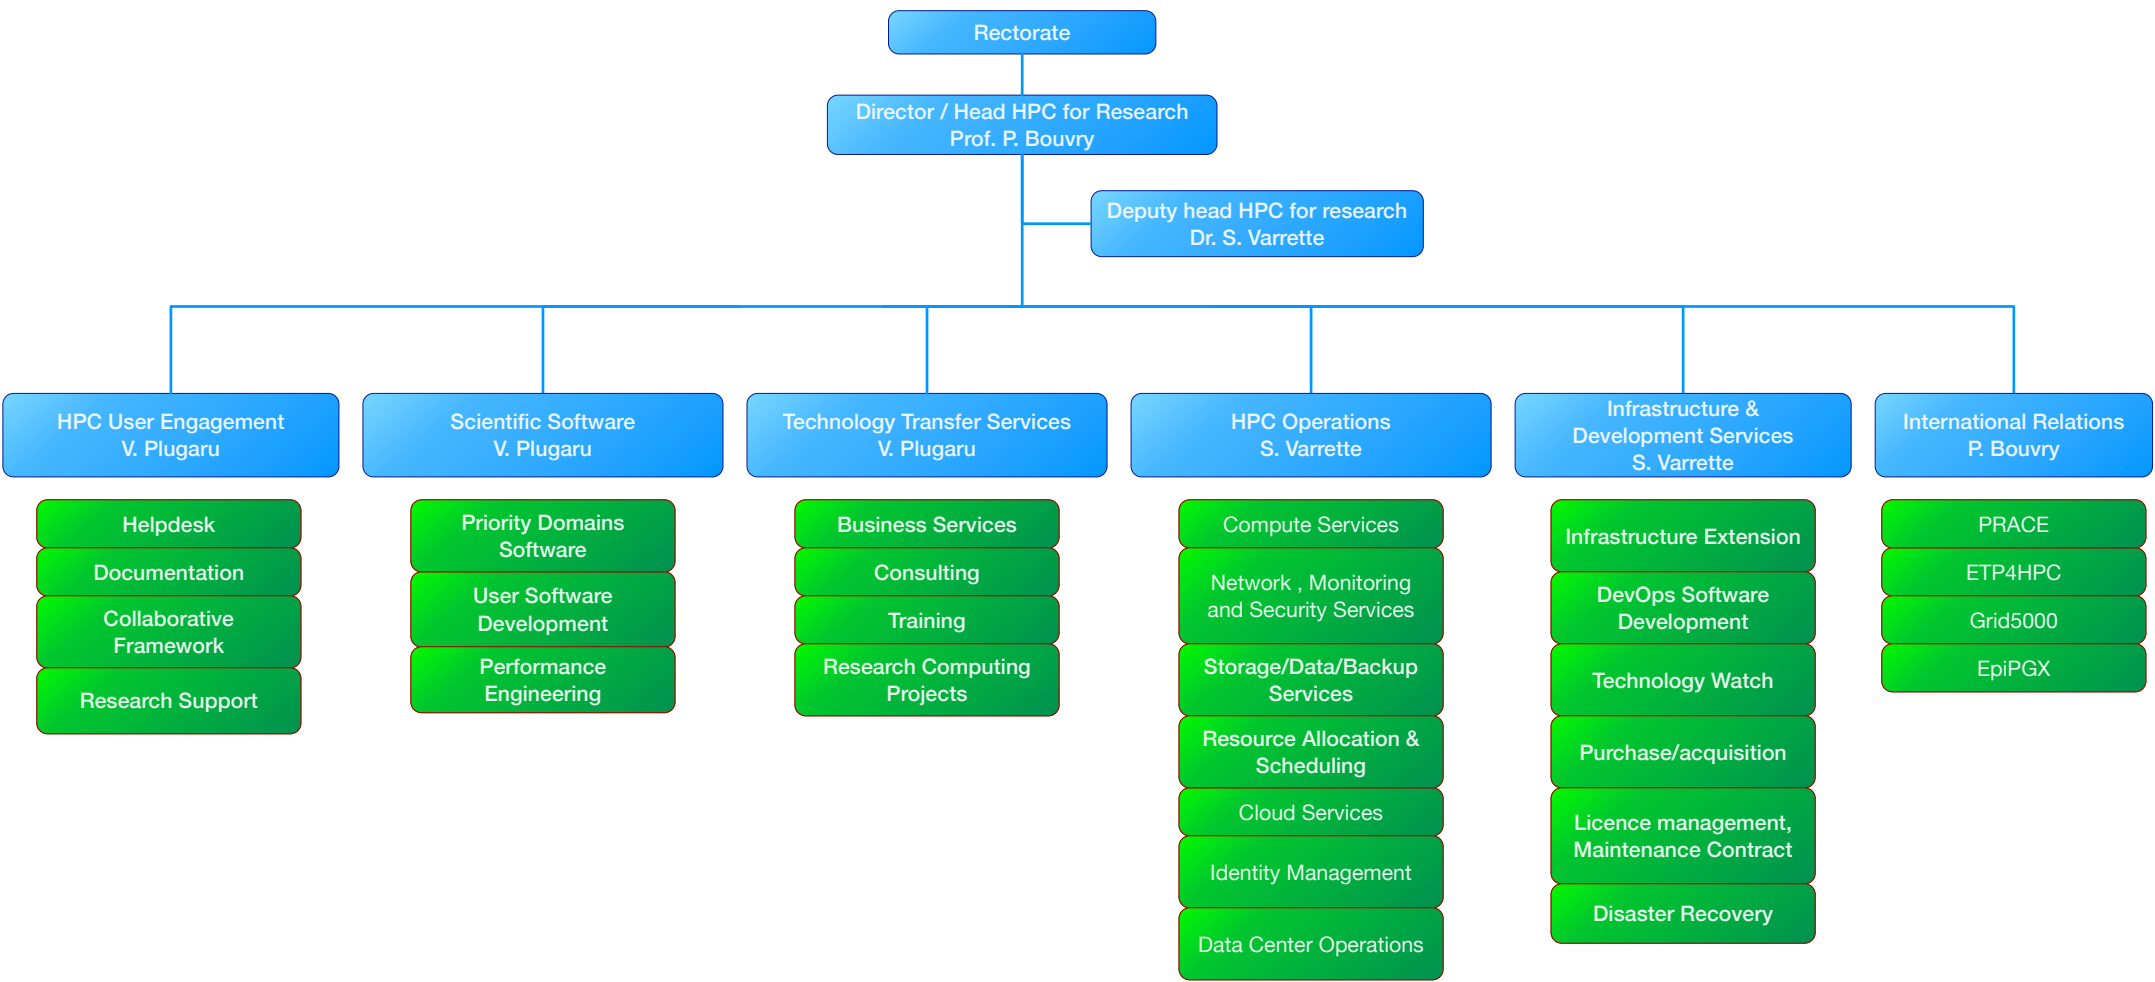 Rectorate
Director / Head HPC for Research
Prof. P. Bouvry
Deputy head HPC for research
Dr. S. Varrette
HPC User Engagement
V. Plugaru
Scientific Software
V. Plugaru
Technology Transfer Services
V. Plugaru
HPC Operations
S. Varrette
Infrastructure &
Development Services
S. Varrette
International Relations
P. Bouvry
Helpdesk
Documentation
Collaborative
Framework
Research Support
Priority Domains
Software
User Software
Development
Performance
Engineering
Business Services
Consulting
Training
Research Computing
Projects
Compute Services
Network , Monitoring
and Security Services
Storage/Data/Backup
Services
Resource Allocation &
Scheduling
Cloud Services
Identity Management
Data Center Operations
Infrastructure Extension
DevOps Software
Development
Technology Watch
Purchase/acquisition
Licence management,
Maintenance Contract
Disaster Recovery
PRACE
ETP4HPC
Grid5000
EpiPGX